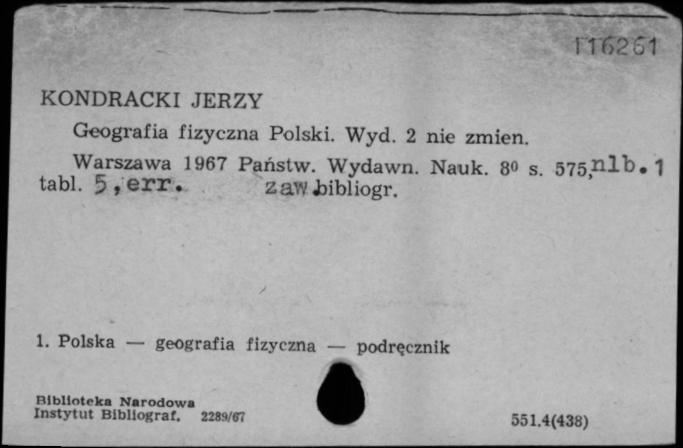 116261
KONDRACKI JERZY
Geografia fizyczna Polski. Wyd. 2 nie zmien.
Warszawa 1967 Państw. Wydawn. Nauk. 8º s. 575,nlb.1
tabl. 5,err. zaw.bibliogr.
1. Polska — geografia fizyczna — podręcznik
Biblioteka Narodowa
Instytut Bibliograf. 2289/67
551.4(438)